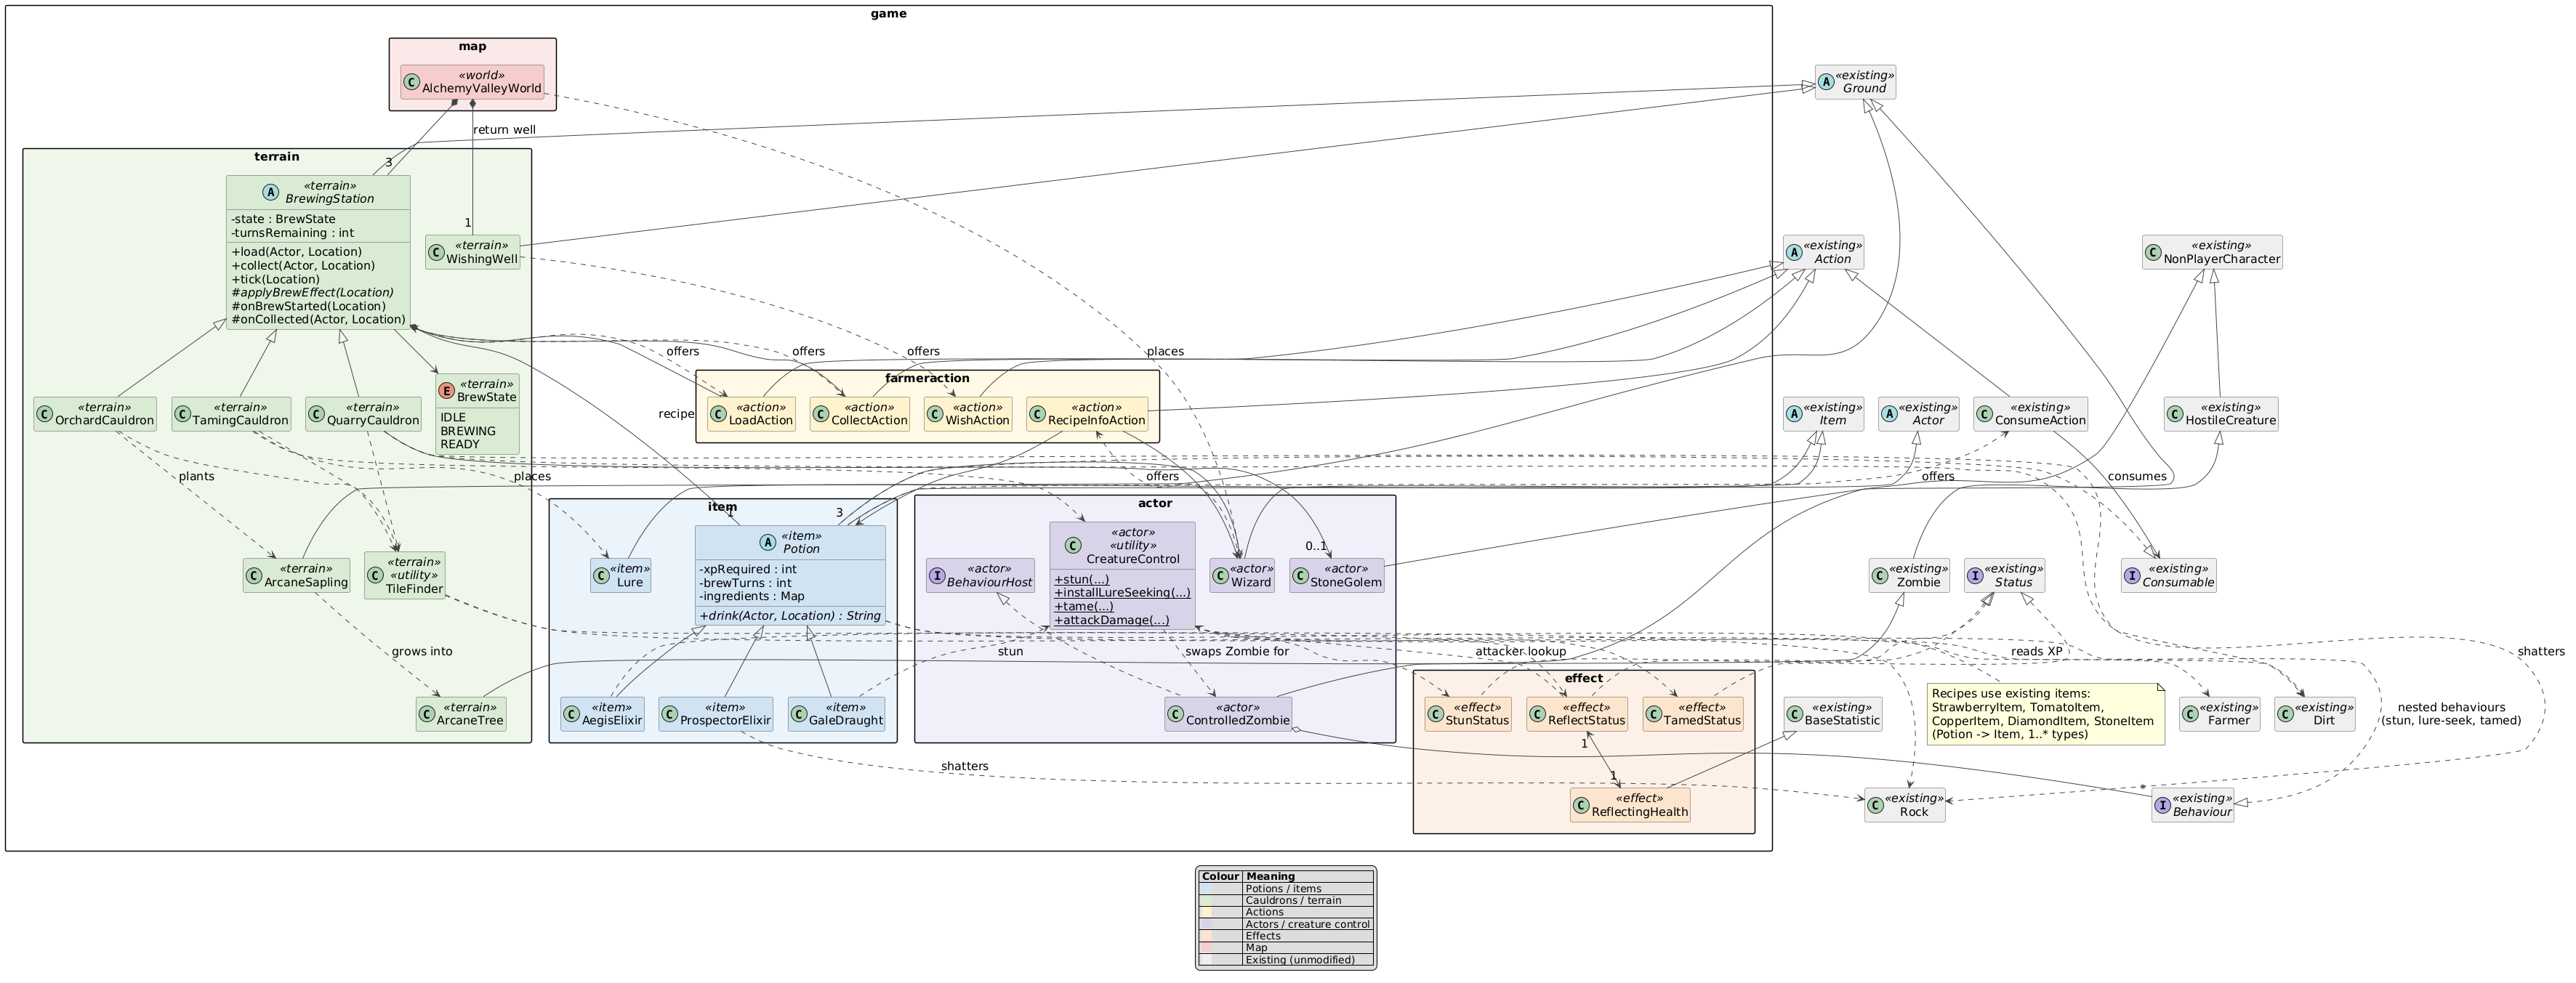 game
map
«world»
AlchemyValleyWorld
«existing»
Ground
return well
terrain
3
«terrain»
BrewingStation
-state : BrewState
-turnsRemaining : int
+load(Actor, Location)
+collect(Actor, Location)
+tick(Location)
#applyBrewEffect(Location)
#onBrewStarted(Location)
#onCollected(Actor, Location)
1
«terrain»
WishingWell
«existing»
Action
«existing»
NonPlayerCharacter
offers
offers
offers
places
farmeraction
«terrain»
BrewState
IDLE
BREWING
READY
«terrain»
OrchardCauldron
«terrain»
TamingCauldron
«terrain»
QuarryCauldron
recipe
«action»
LoadAction
«action»
CollectAction
«action»
WishAction
«action»
RecipeInfoAction
«existing»
Item
«existing»
Actor
«existing»
ConsumeAction
«existing»
HostileCreature
plants
places
offers
offers
consumes
item
1
3
actor
«item»
Potion
-xpRequired : int
-brewTurns : int
-ingredients : Map
+drink(Actor, Location) : String
«actor»
«utility»
CreatureControl
+stun(...)
+installLureSeeking(...)
+tame(...)
+attackDamage(...)
0..1
«terrain»
ArcaneSapling
«terrain»
«utility»
TileFinder
«item»
Lure
«actor»
BehaviourHost
«actor»
Wizard
«actor»
StoneGolem
«existing»
Zombie
«existing»
Status
«existing»
Consumable
grows into
stun
swaps Zombie for
attacker lookup
reads XP
shatters
effect
«terrain»
ArcaneTree
«item»
AegisElixir
«item»
ProspectorElixir
«item»
GaleDraught
«actor»
ControlledZombie
«effect»
StunStatus
«effect»
ReflectStatus
«effect»
TamedStatus
«existing»
BaseStatistic
Recipes use existing items:
StrawberryItem, TomatoItem,
CopperItem, DiamondItem, StoneItem
(Potion -> Item, 1..* types)
«existing»
Farmer
«existing»
Dirt
nested behaviours
(stun, lure-seek, tamed)
1
shatters
1
*
«effect»
ReflectingHealth
«existing»
Rock
«existing»
Behaviour
Colour Meaning
Potions / items
Cauldrons / terrain
Actions
Actors / creature control
Effects
Map
Existing (unmodified)